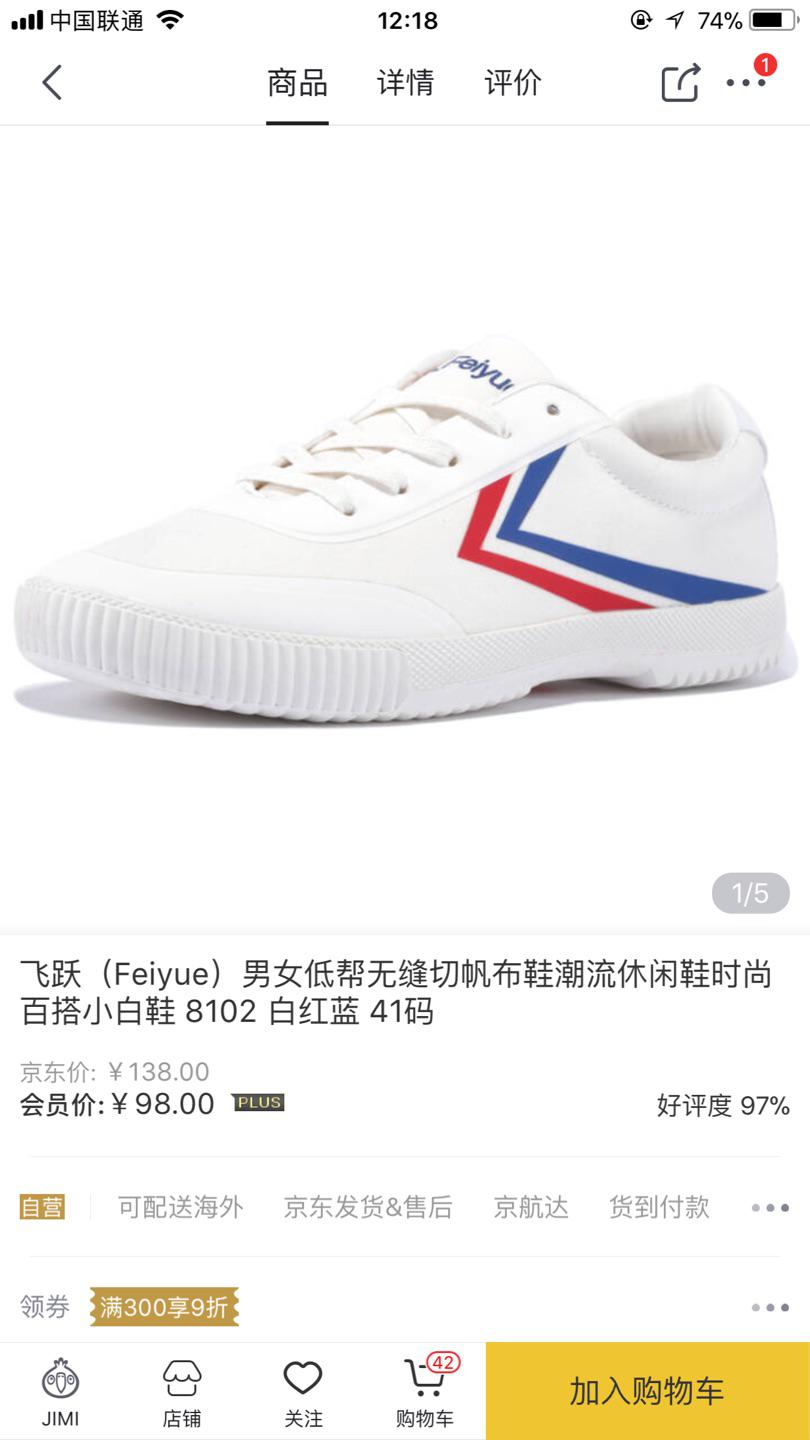 中国联通
12:18
74%
商品 详情 评价
1
Feiyue
1/5
飞跃（Feiyue）男女低帮无缝切帆布鞋潮流休闲鞋时尚
百搭小白鞋 8102 白红蓝 41码
京东价: ￥138.00
会员价:￥98.00 PLUS
好评度 97%
自营 可配送海外 京东发货&售后 京航达 货到付款
领券 满300享9折
42
JIMI 店铺 关注 购物车 加入购物车